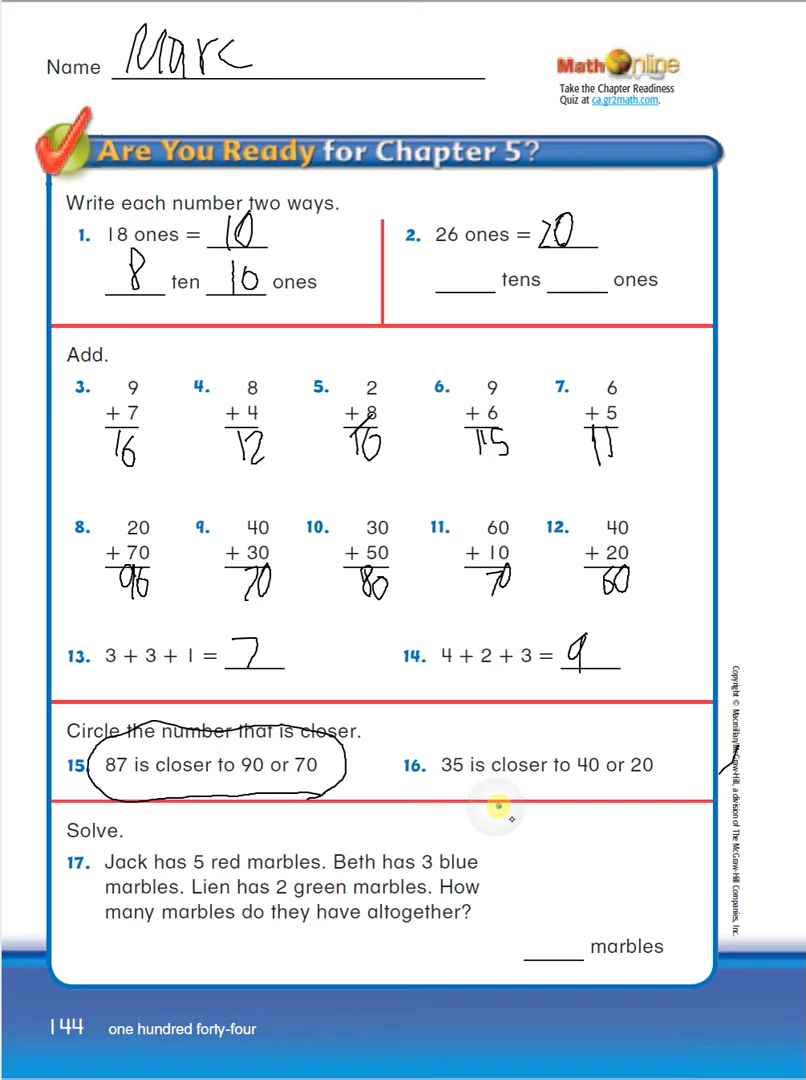 Name Marc
Math Online
Take the Chapter Readiness
Quiz at ca.gr2math.com.
Are You Ready for Chapter 5?
Write each number two ways.
1. 18 ones = 10
8 ten 10 ones
2. 26 ones = 20
____ tens ____ ones
Add.
3. 9 + 7 16
4. 8 + 4 12
5. 2 + 8 10
6. 9 + 6 15
7. 6 + 5 11
8. 20 + 70
9. 40 + 30 70
10. 30 + 50 80
11. 60 + 10 70
12. 40 + 20 60
13. 3 + 3 + 1 = 7
14. 4 + 2 + 3 = 9
Circle the number that is closer.
15. 87 is closer to 90 or 70
16. 35 is closer to 40 or 20
Solve.
17. Jack has 5 red marbles. Beth has 3 blue
marbles. Lien has 2 green marbles. How
many marbles do they have altogether?
____ marbles
Copyright © Macmillan/McGraw-Hill, a division of The McGraw-Hill Companies, Inc.
144 one hundred forty-four